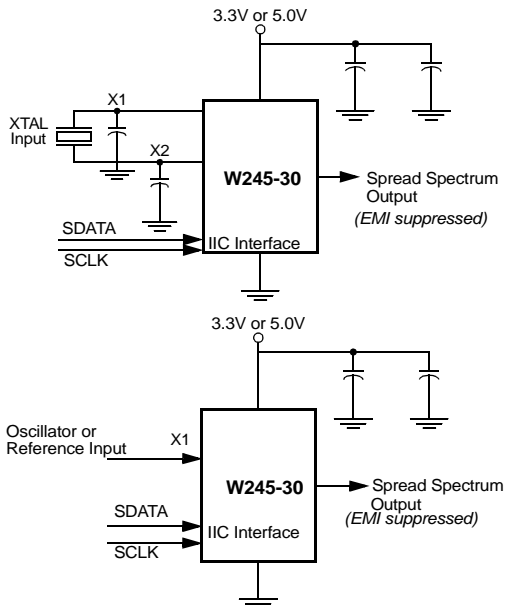 3.3V or 5.0V
X1
XTAL
Input
X2
W245-30
Spread Spectrum
Output
(EMI suppressed)
SDATA
IIC Interface
SCLK
3.3V or 5.0V
Oscillator or
Reference Input
X1
W245-30
Spread Spectrum
Output
(EMI suppressed)
SDATA
IIC Interface
SCLK